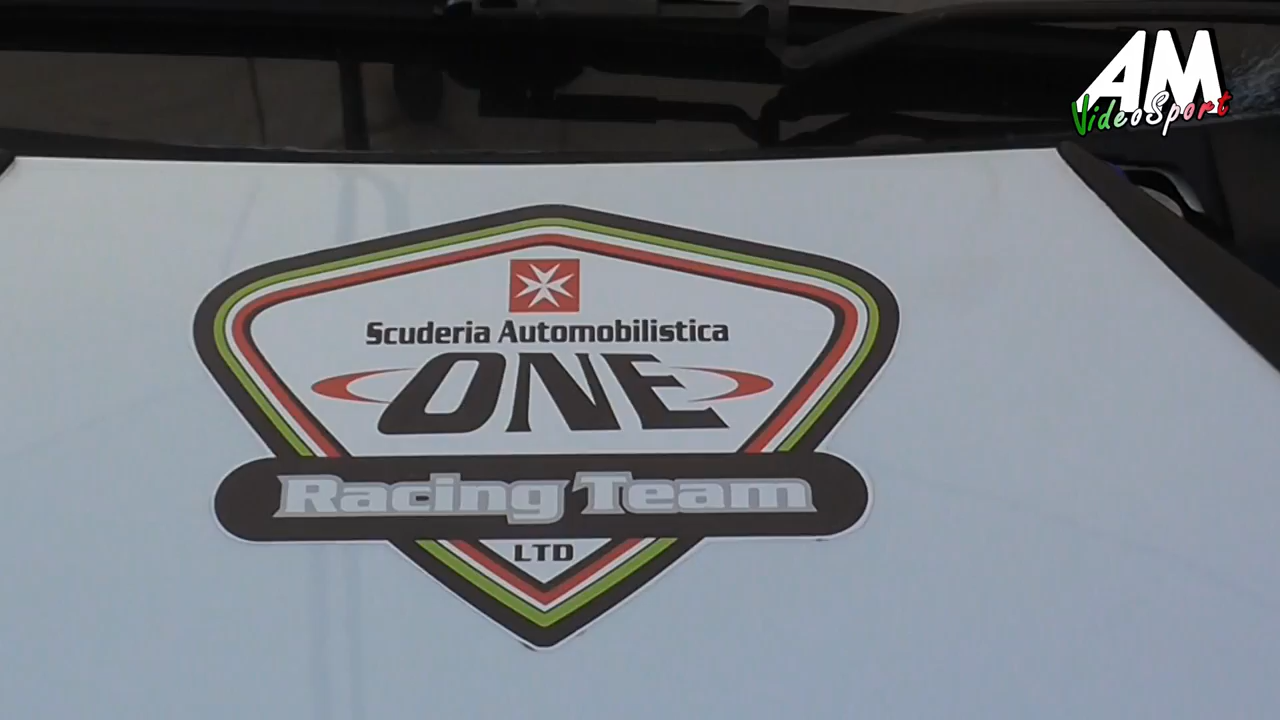 AM
VideoSport
Scuderia Automobilistica
ONE
Racing Team
LTD